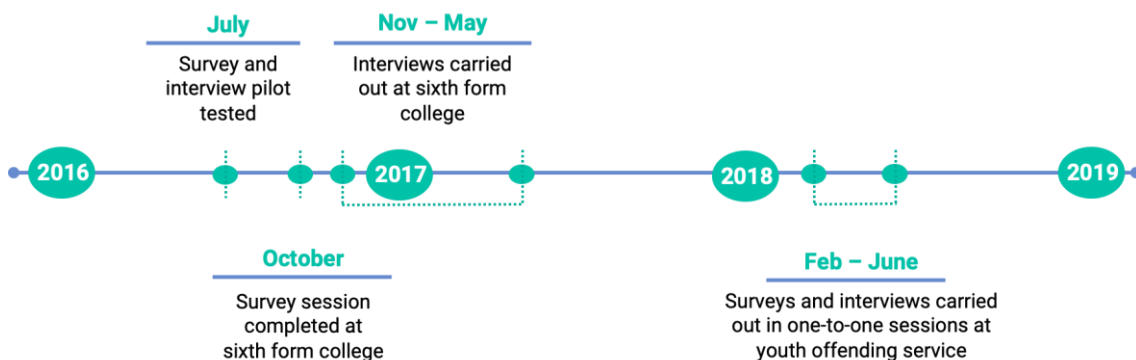 July
Survey and
interview pilot
tested
Nov – May
Interviews carried
out at sixth form
college
2016
2017
2018
2019
October
Survey session
completed at
sixth form college
Feb – June
Surveys and interviews carried
out in one-to-one sessions at
youth offending service